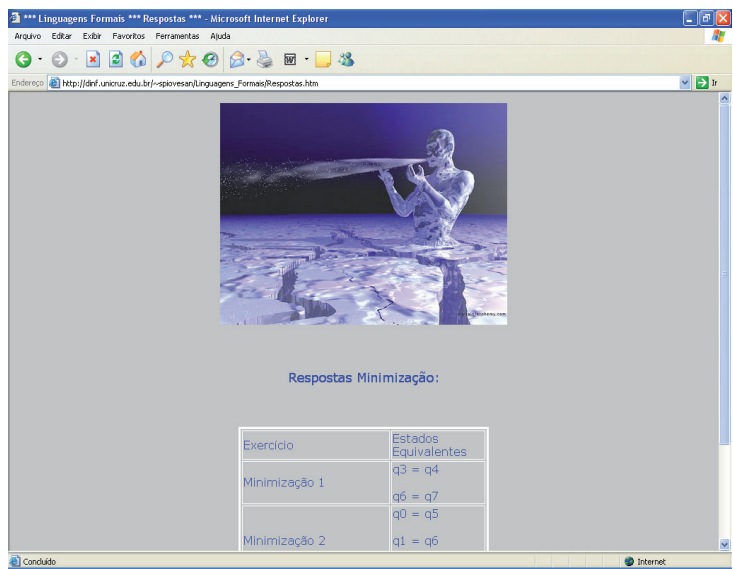 *** Linguagens Formais *** Respostas *** - Microsoft Internet Explorer
Arquivo Editar Exibir Favoritos Ferramentas Ajuda
Endereço http://dinf.unicruz.edu.br/~spiovesan/Linguagens_Formais/Respostas.htm Ir
Respostas Minimização:
Exercício
Estados
Equivalentes
Minimização 1
q3 = q4
q6 = q7
Minimização 2
q0 = q5
q1 = q6
Concluído Internet